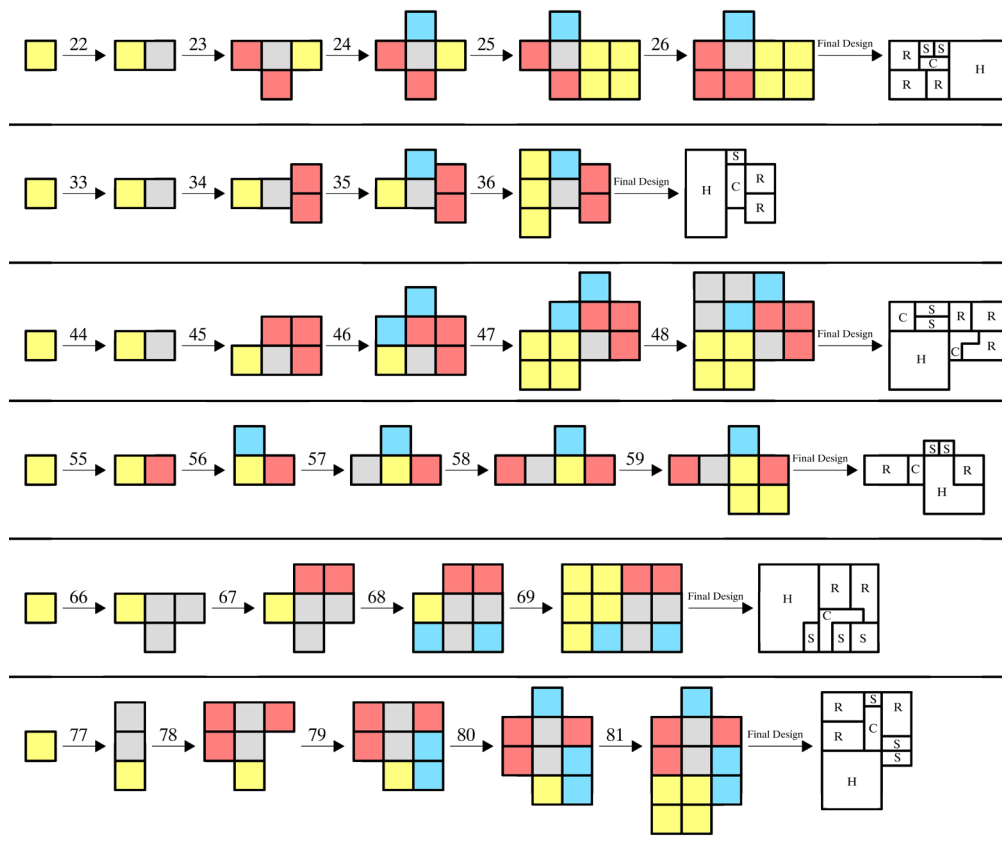 22 23 24 25 26 Final Design
R S S
C
R R H
33 34 35 36 Final Design
S
H C R
R
44 45 46 47 48 Final Design
C S R R
S
H C R
55 56 57 58 59 Final Design
S S
R C R
H
66 67 68 69 Final Design
H R R
C
S S S
77 78 79 80 81 Final Design
R S R
R C
S
S
H